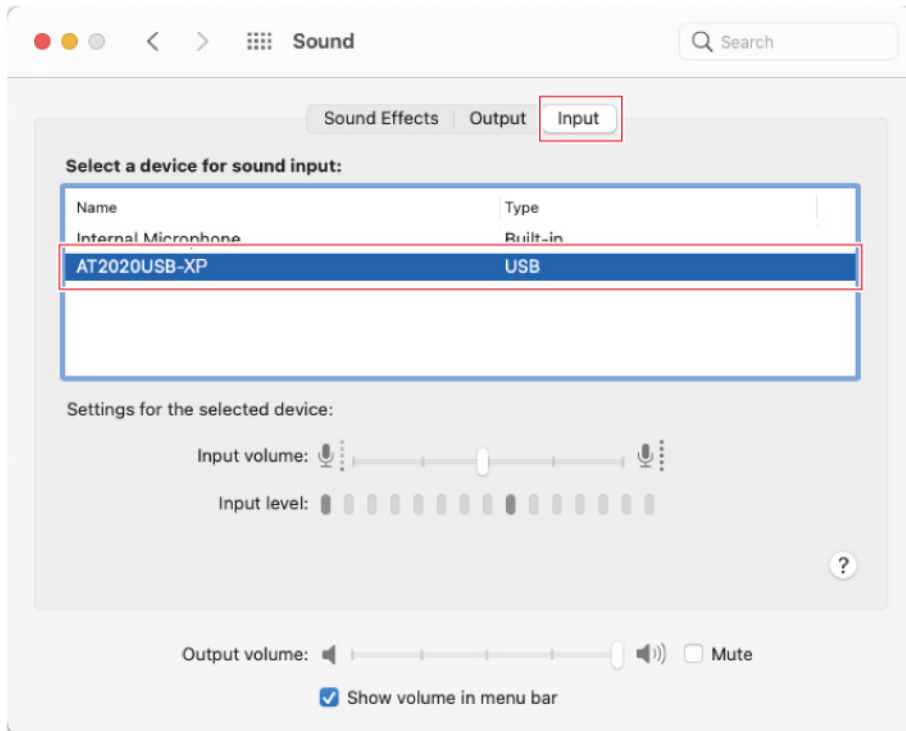 Sound
Search
Sound Effects Output Input
Select a device for sound input:
Name Type
Internal Microphone Built-in
AT2020USB-XP USB
Settings for the selected device:
Input volume:
Input level:
?
Output volume: Mute
Show volume in menu bar